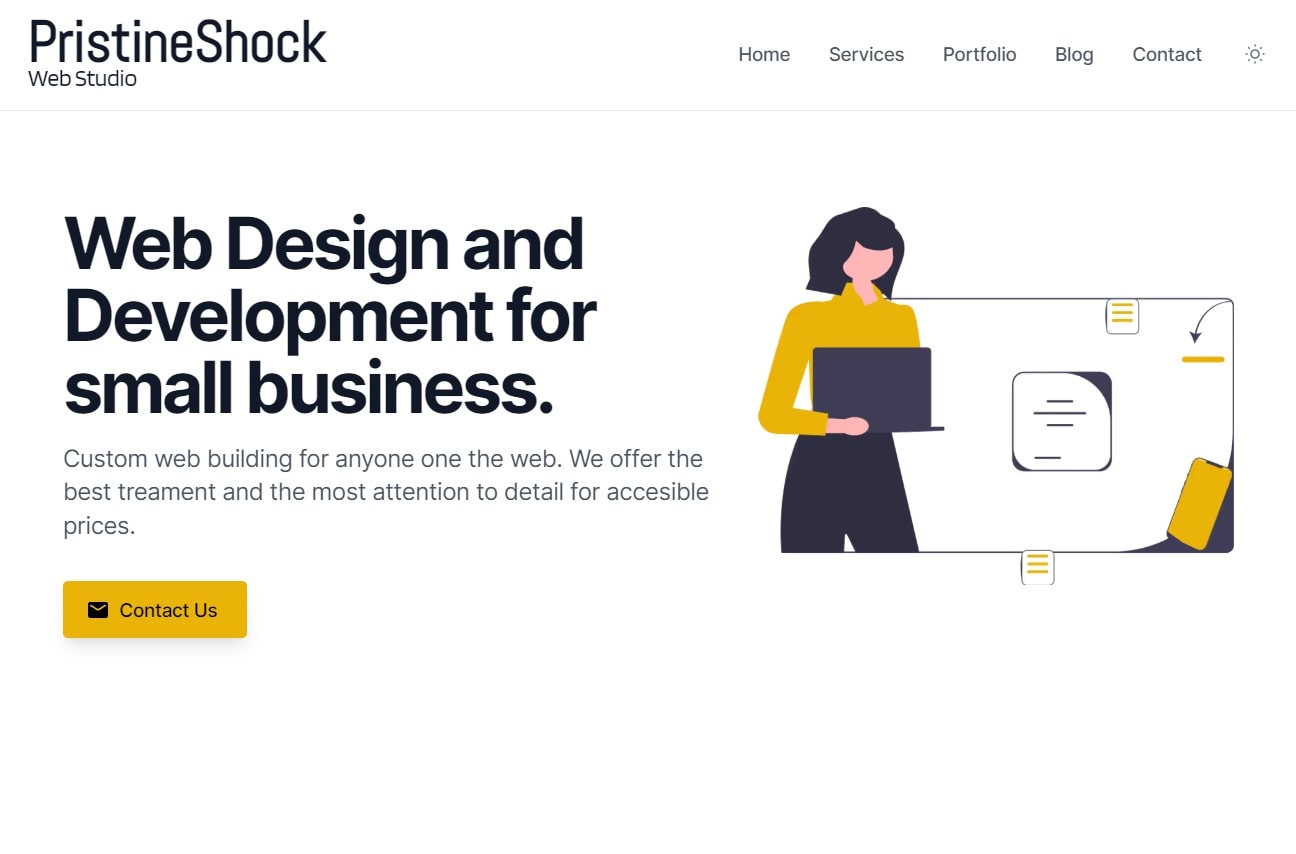 PristineShock
Web Studio
Home Services Portfolio Blog Contact
Web Design and
Development for
small business.
Custom web building for anyone one the web. We offer the
best treament and the most attention to detail for accesible
prices.
Contact Us